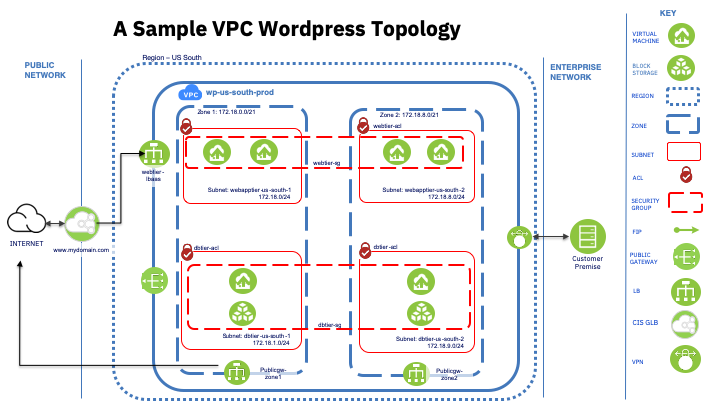 A Sample VPC Wordpress Topology
KEY
PUBLIC
NETWORK
Region – US South
ENTERPRISE
NETWORK
VPC
wp-us-south-prod
Zone 1: 172.18.0.0/21
Zone 2: 172.18.8.0/21
webtier-acl
webtier-sg
webtier-
lbaas
Subnet: webapptier-us-south-1
172.16.0/24
Subnet: webapptier-us-south-2
172.18.8.0/24
INTERNET
www.mydomain.com
dbtier-acl
dbtier-acl
Customer
Premise
dbtier-sg
Subnet: dbtier-us-south-1
172.18.1.0/24
Subnet: dbtier-us-south-2
172.18.9.0/24
Publicgw-
zone1
Publicgw-
zone2
VIRTUAL
MACHINE
BLOCK
STORAGE
REGION
ZONE
SUBNET
ACL
SECURITY
GROUP
FIP
PUBLIC
GATEWAY
LB
CIS GLB
VPN